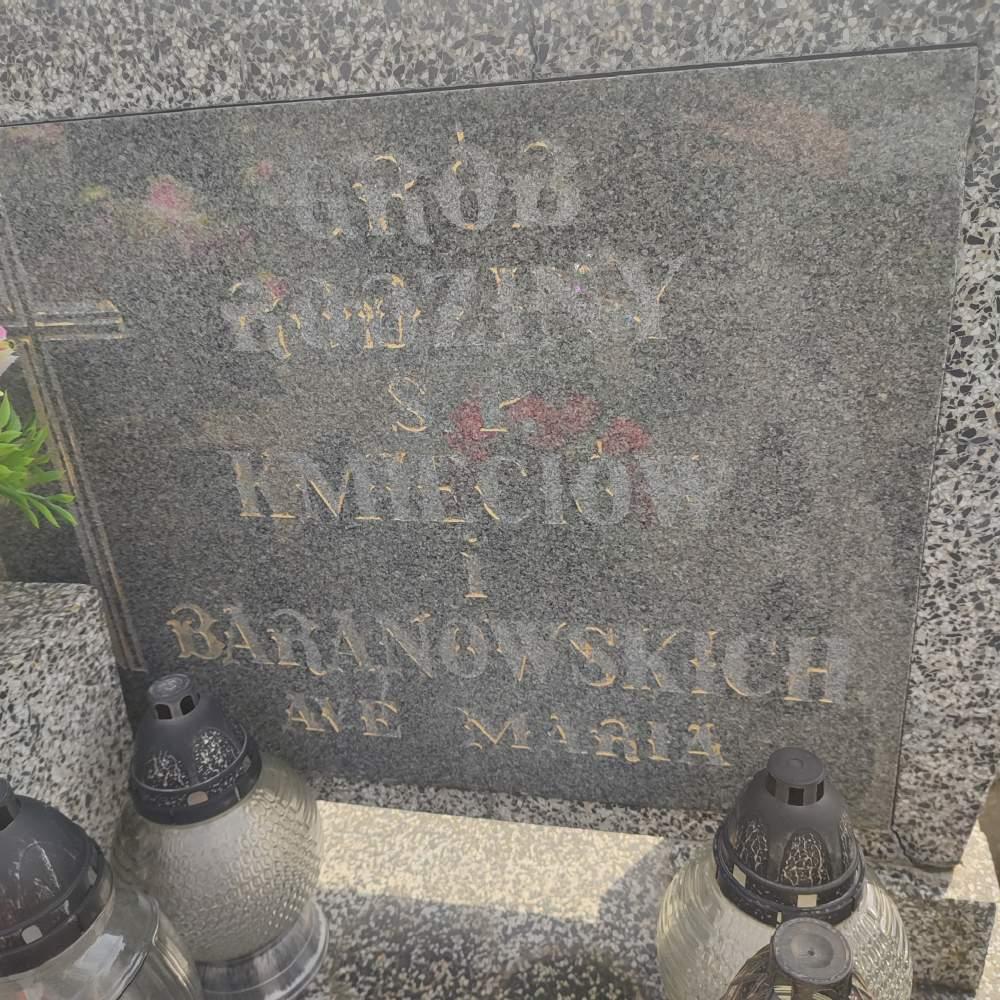 GRÓB
RODZINY
Ś. P.
KMIECIÓW
i
BARANOWSKICH
AVE MARIA